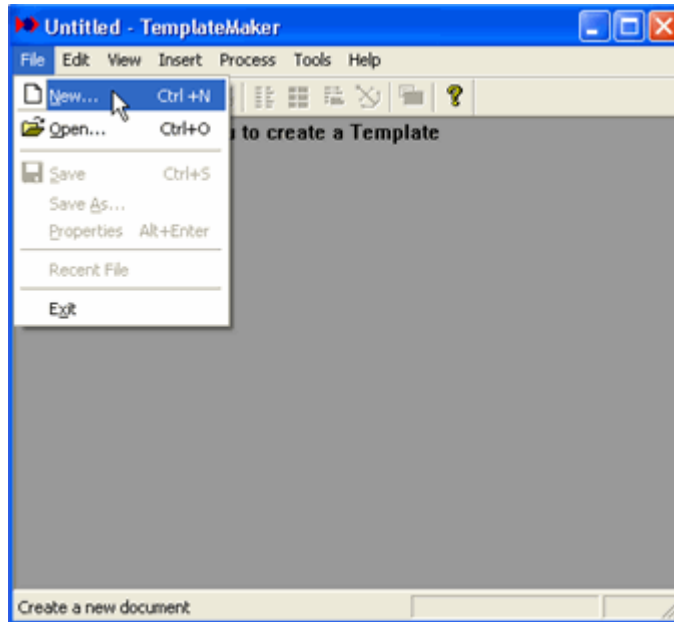 Untitled - TemplateMaker
File Edit View Insert Process Tools Help
New... Ctrl +N
Open... Ctrl+O
to create a Template
Save Ctrl+S
Save As...
Properties Alt+Enter
Recent File
Exit
Create a new document